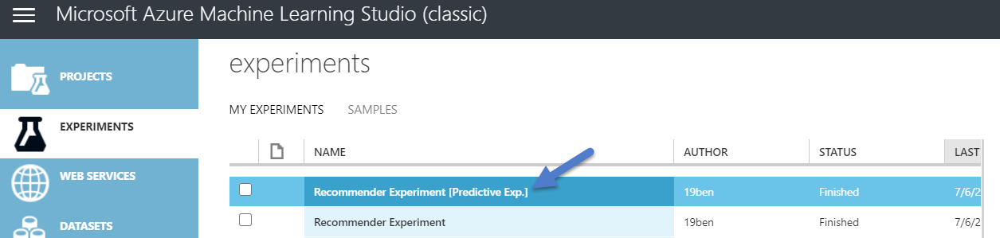 Microsoft Azure Machine Learning Studio (classic)
PROJECTS
EXPERIMENTS
WEB SERVICES
DATASETS
experiments
MY EXPERIMENTS SAMPLES
NAME AUTHOR STATUS LAST
Recommender Experiment [Predictive Exp.] 19ben Finished 7/6/2
Recommender Experiment 19ben Finished 7/6/2